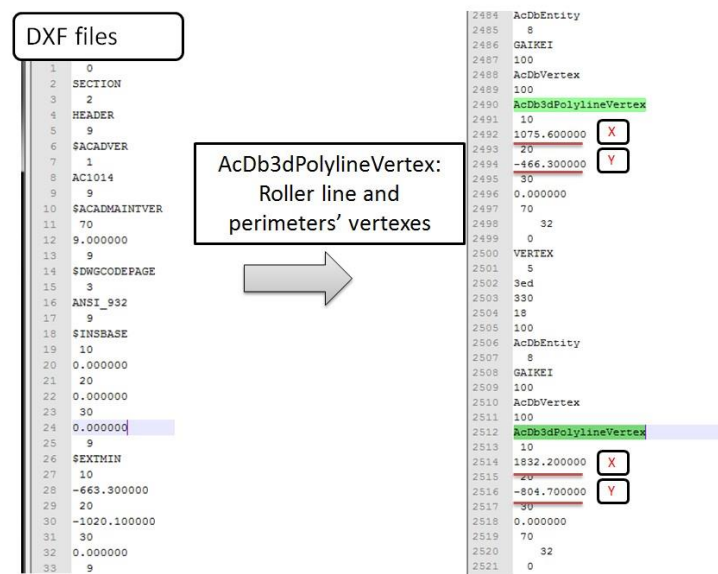 DXF files
1 0
2 SECTION
3 2
4 HEADER
5 9
6 $ACADVER
7 1
8 AC1014
9 9
10 $ACADMAINTVER
11 70
12 9.000000
13 9
14 $DWGCODEPAGE
15 3
16 ANSI_932
17 9
18 $INSBASE
19 10
20 0.000000
21 20
22 0.000000
23 30
24 0.000000
25 9
26 $EXTMIN
27 10
28 -663.300000
29 20
30 -1020.100000
31 30
32 0.000000
33 9
AcDb3dPolylineVertex:
Roller line and
perimeters’ vertexes
2484 AcDbEntity
2485 8
2486 GAIKEI
2487 100
2488 AcDbVertex
2489 100
2490 AcDb3dPolylineVertex
2491 10
2492 1075.600000 X
2493 20
2494 -466.300000 Y
2495 30
2496 0.000000
2497 70
2498 32
2499 0
2500 VERTEX
2501 5
2502 3ed
2503 330
2504 18
2505 100
2506 AcDbEntity
2507 8
2508 GAIKEI
2509 100
2510 AcDbVertex
2511 100
2512 AcDb3dPolylineVertex
2513 10
2514 1832.200000 X
2515 20
2516 -804.700000 Y
2517 30
2518 0.000000
2519 70
2520 32
2521 0